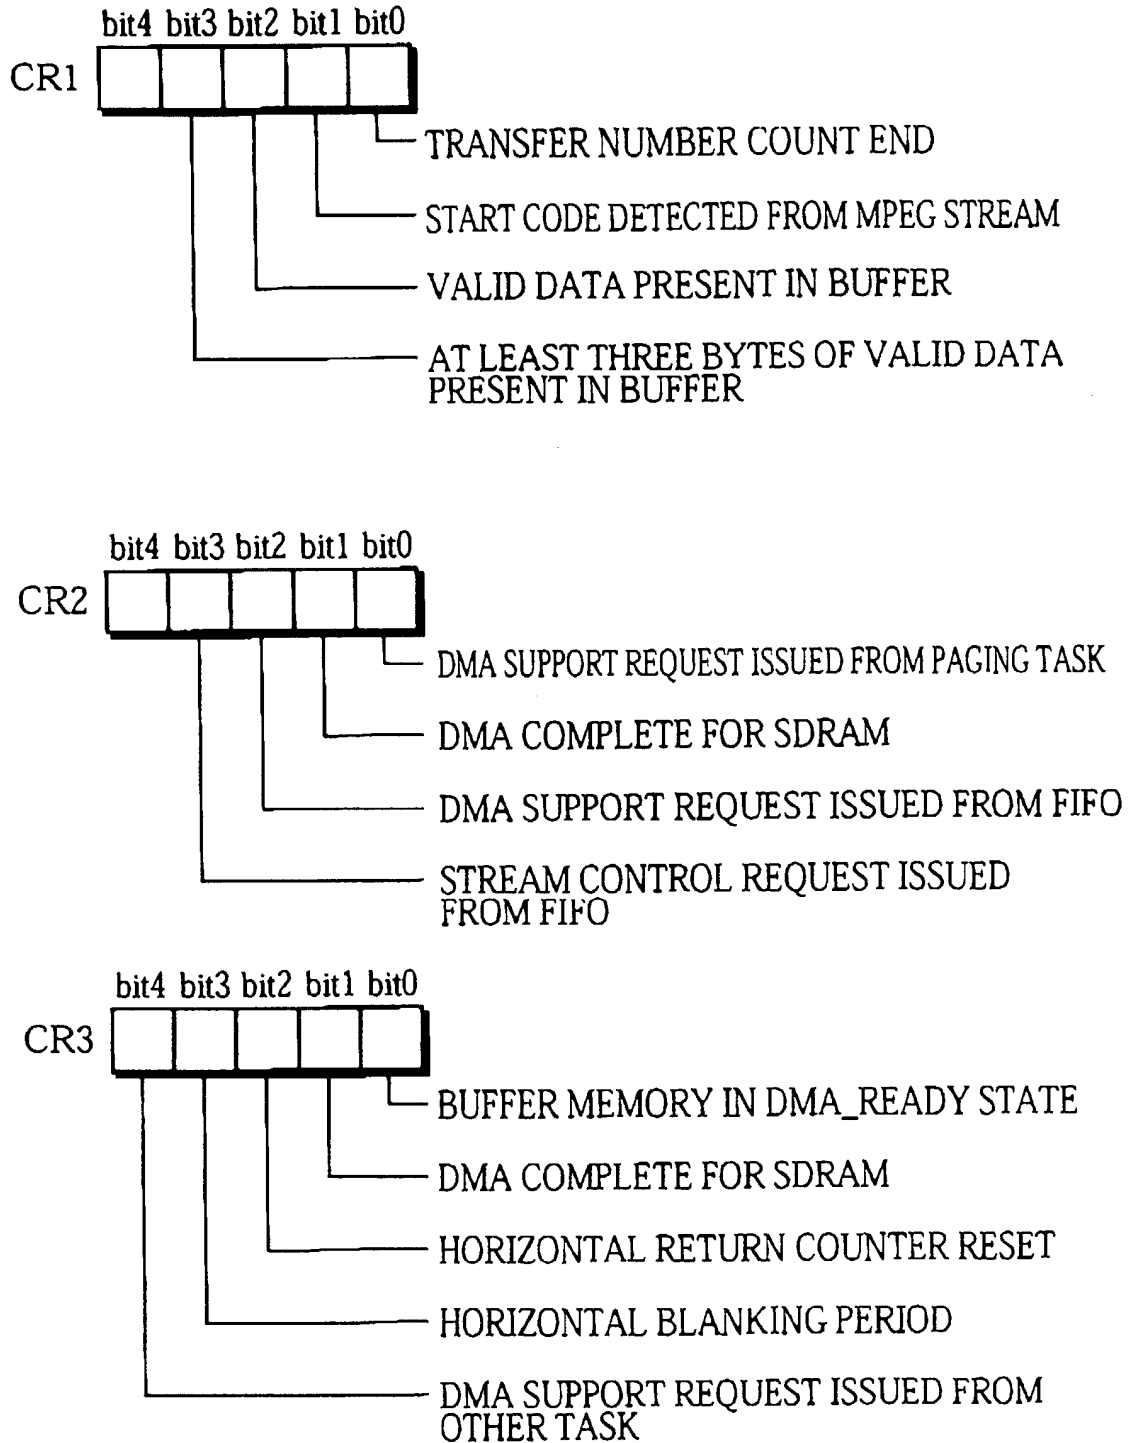 bit4 bit3 bit2 bit1 bit0
CR1
TRANSFER NUMBER COUNT END
START CODE DETECTED FROM MPEG STREAM
VALID DATA PRESENT IN BUFFER
AT LEAST THREE BYTES OF VALID DATA
PRESENT IN BUFFER
bit4 bit3 bit2 bit1 bit0
CR2
DMA SUPPORT REQUEST ISSUED FROM PAGING TASK
DMA COMPLETE FOR SDRAM
DMA SUPPORT REQUEST ISSUED FROM FIFO
STREAM CONTROL REQUEST ISSUED
FROM FIFO
bit4 bit3 bit2 bit1 bit0
CR3
BUFFER MEMORY IN DMA_READY STATE
DMA COMPLETE FOR SDRAM
HORIZONTAL RETURN COUNTER RESET
HORIZONTAL BLANKING PERIOD
DMA SUPPORT REQUEST ISSUED FROM
OTHER TASK